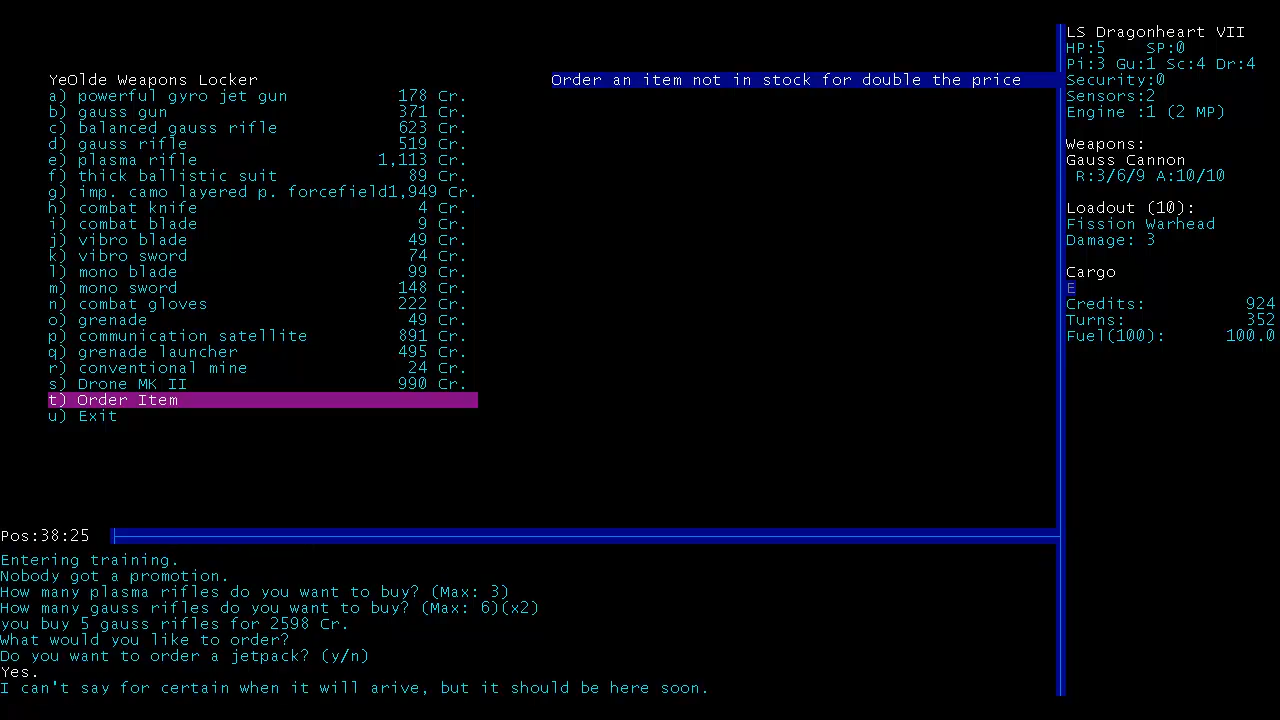 YeOlde Weapons Locker
a) powerful gyro jet gun 178 Cr.
b) gauss gun 371 Cr.
c) balanced gauss rifle 623 Cr.
d) gauss rifle 519 Cr.
e) plasma rifle 1,113 Cr.
f) thick ballistic suit 89 Cr.
g) imp. camo layered p. forcefield1,949 Cr.
h) combat knife 4 Cr.
i) combat blade 9 Cr.
j) vibro blade 49 Cr.
k) vibro sword 74 Cr.
l) mono blade 99 Cr.
m) mono sword 148 Cr.
n) combat gloves 222 Cr.
o) grenade 49 Cr.
p) communication satellite 891 Cr.
q) grenade launcher 495 Cr.
r) conventional mine 24 Cr.
s) Drone MK II 990 Cr.
t) Order Item
u) Exit
Order an item not in stock for double the price
LS Dragonheart VII
HP:5 SP:0
Pi:3 Gu:1 Sc:4 Dr:4
Security:0
Sensors:2
Engine :1 (2 MP)
Weapons:
Gauss Cannon
R:3/6/9 A:10/10
Loadout (10):
Fission Warhead
Damage: 3
Cargo
E
Credits: 924
Turns: 352
Fuel(100): 100.0
Pos:38:25
Entering training.
Nobody got a promotion.
How many plasma rifles do you want to buy? (Max: 3)
How many gauss rifles do you want to buy? (Max: 6)(x2)
you buy 5 gauss rifles for 2598 Cr.
What would you like to order?
Do you want to order a jetpack? (y/n)
Yes.
I can't say for certain when it will arive, but it should be here soon.